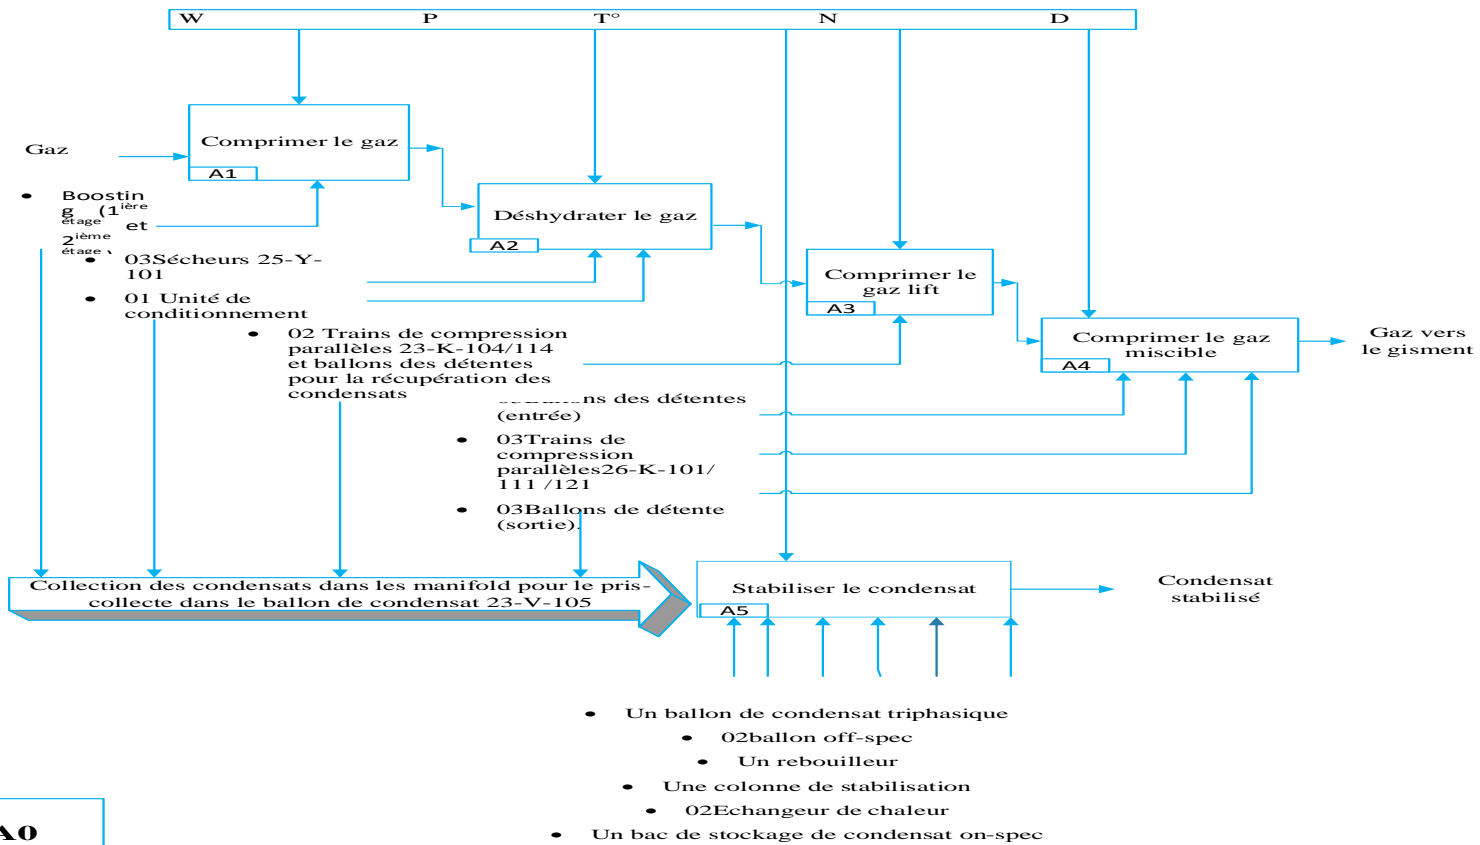 W P T° N D
Comprimer le gaz
A1
Gaz
Déshydrater le gaz
A2
Comprimer le
gaz lift
A3
Comprimer le gaz
miscible
A4
Gaz vers
le gisment
• Boostin
g (1ière
étage et
2ième
étage
• 03Sécheurs 25-Y-
101
• 01 Unité de
conditionnement
• 02 Trains de compression
parallèles 23-K-104/114
et ballons des détentes
pour la récupération des
condensats
des détentes
(entrée)
• 03Trains de
compression
parallèles26-K-101/
111 /121
• 03Ballons de détente
(sortie).
Collection des condensats dans les manifold pour le pris-
collecte dans le ballon de condensat 23-V-105
Stabiliser le condensat
A5
Condensat
stabilisé
• Un ballon de condensat triphasique
• 02ballon off-spec
• Un rebouilleur
• Une colonne de stabilisation
• 02Echangeur de chaleur
• Un bac de stockage de condensat on-spec
A0